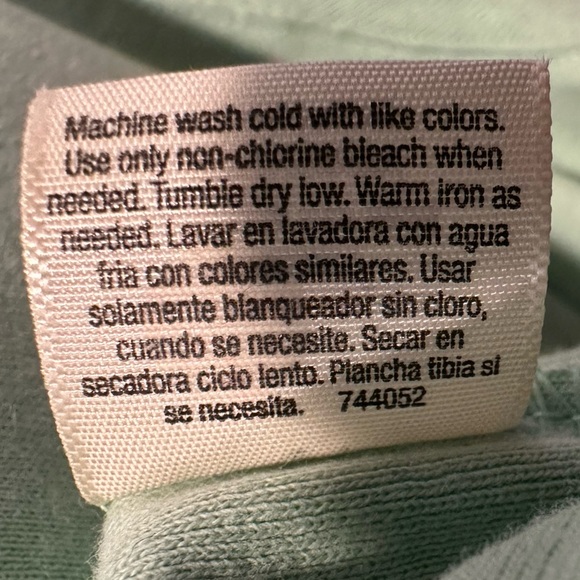 Machine wash cold with like colors.
Use only non-chlorine bleach when
needed. Tumble dry low. Warm iron as
needed. Lavar en lavadora con agua
fria con colores similares. Usar
solamente blanqueador sin cloro,
cuando se necesite. Secar en
secadora ciclo lento. Plancha tibia si
se necesita. 744052